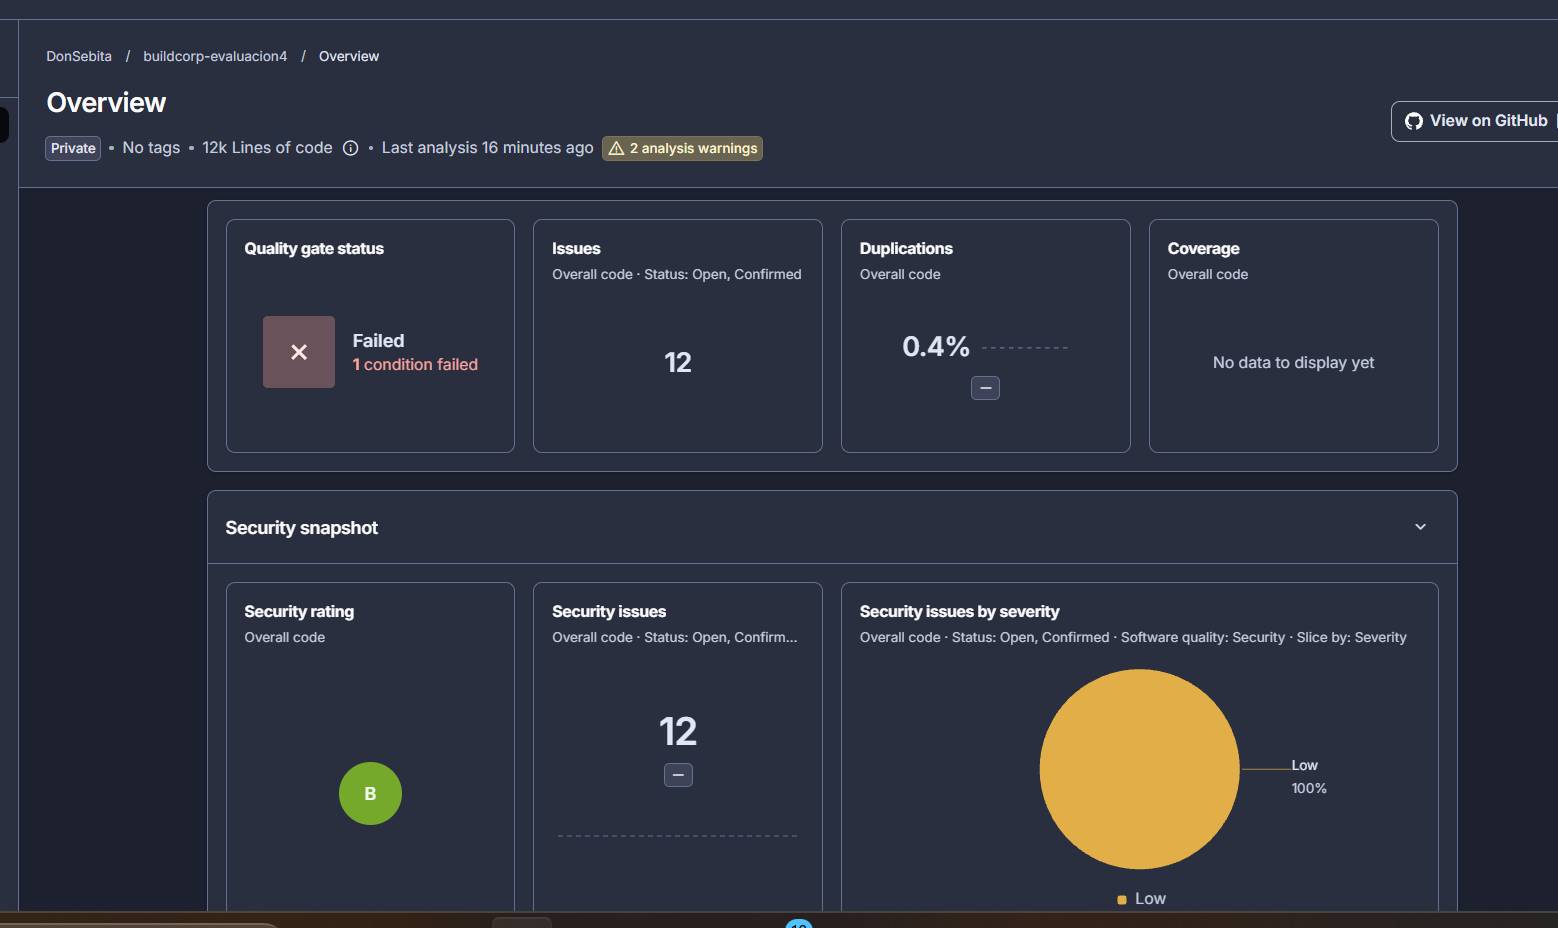 DonSebita / buildcorp-evaluacion4 / Overview
Overview
Private • No tags • 12k Lines of code • Last analysis 16 minutes ago 2 analysis warnings
View on GitHub
Quality gate status
Failed
1 condition failed
Issues
Overall code · Status: Open, Confirmed
12
Duplications
Overall code
0.4%
Coverage
Overall code
No data to display yet
Security snapshot
Security rating
Overall code
B
Security issues
Overall code · Status: Open, Confirm...
12
Security issues by severity
Overall code · Status: Open, Confirmed · Software quality: Security · Slice by: Severity
Low
100%
Low